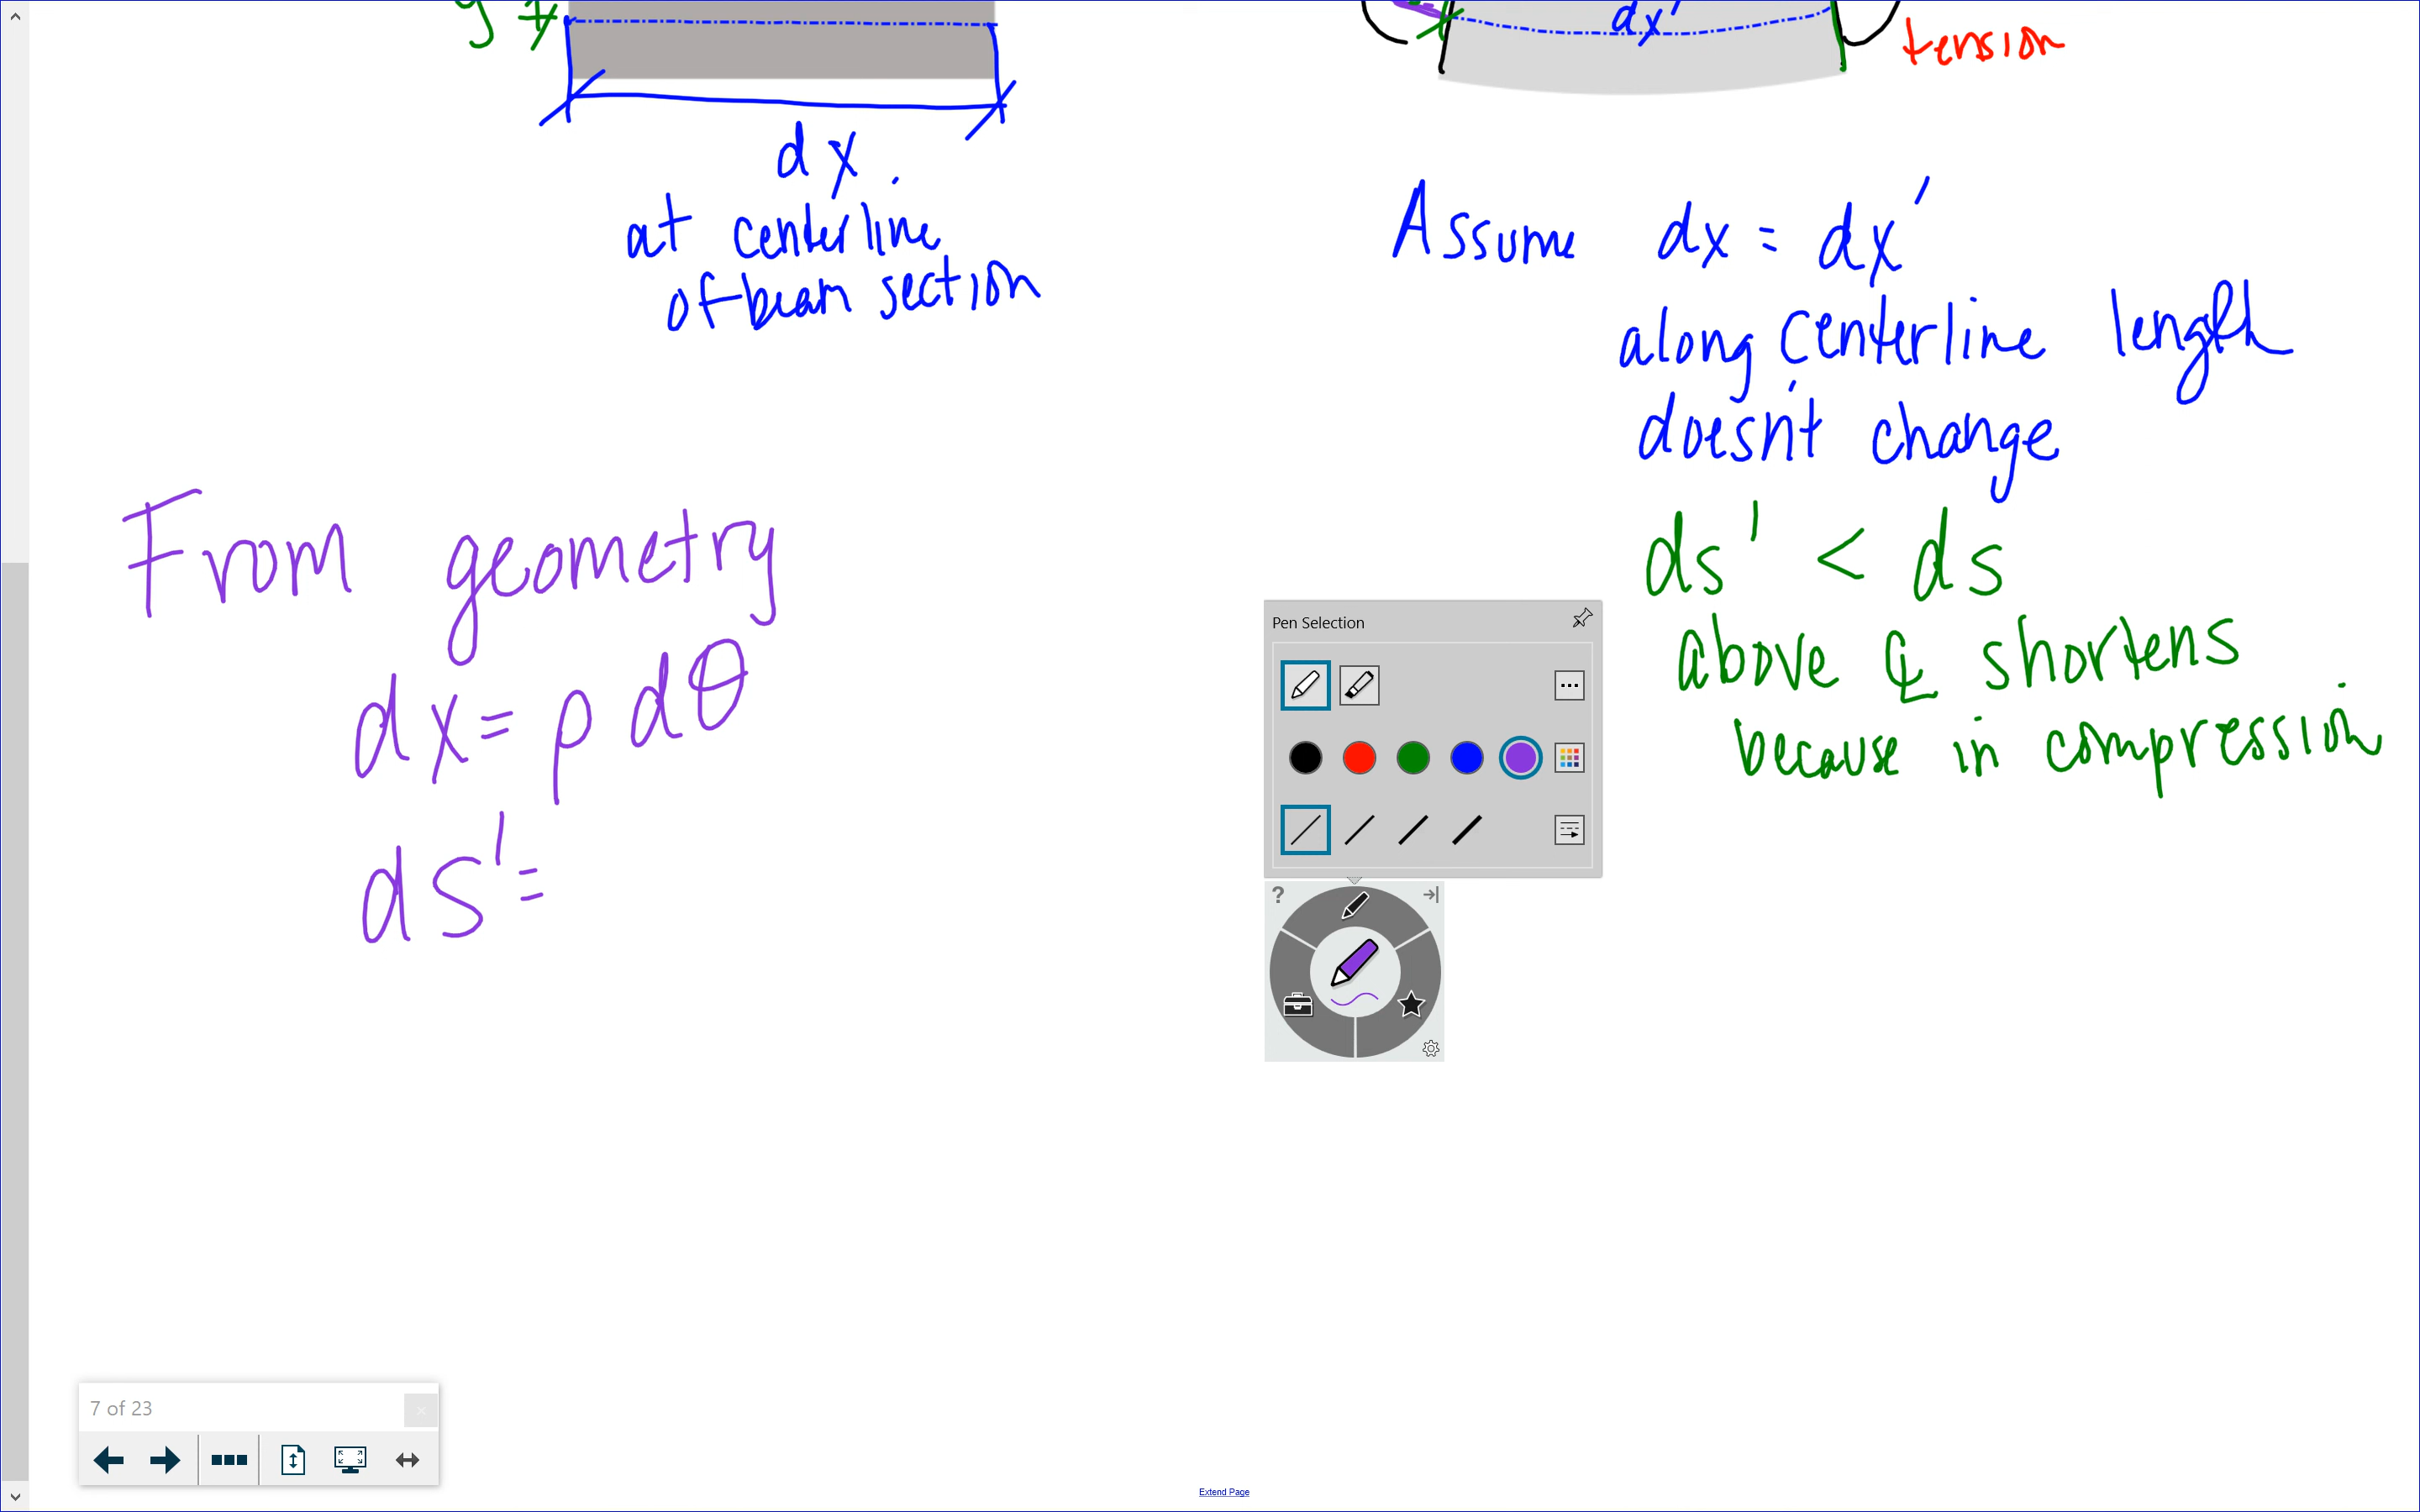 y
dx'
tension
dx
at centerline
of beam section
Assume dx = dx'
along centerline length
doesn't change
From geometry
dx = ρ dθ
ds' =
ds' < ds
above ℄ shortens
because in compression
Pen Selection
?
7 of 23
Extend Page